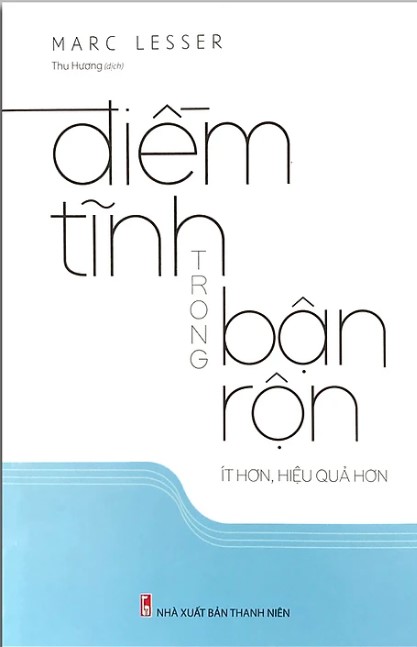 MARC LESSER
Thu Hương (dịch)
điềm
tĩnh
TRONG
bận
rộn
ÍT HƠN, HIỆU QUẢ HƠN
NHÀ XUẤT BẢN THANH NIÊN